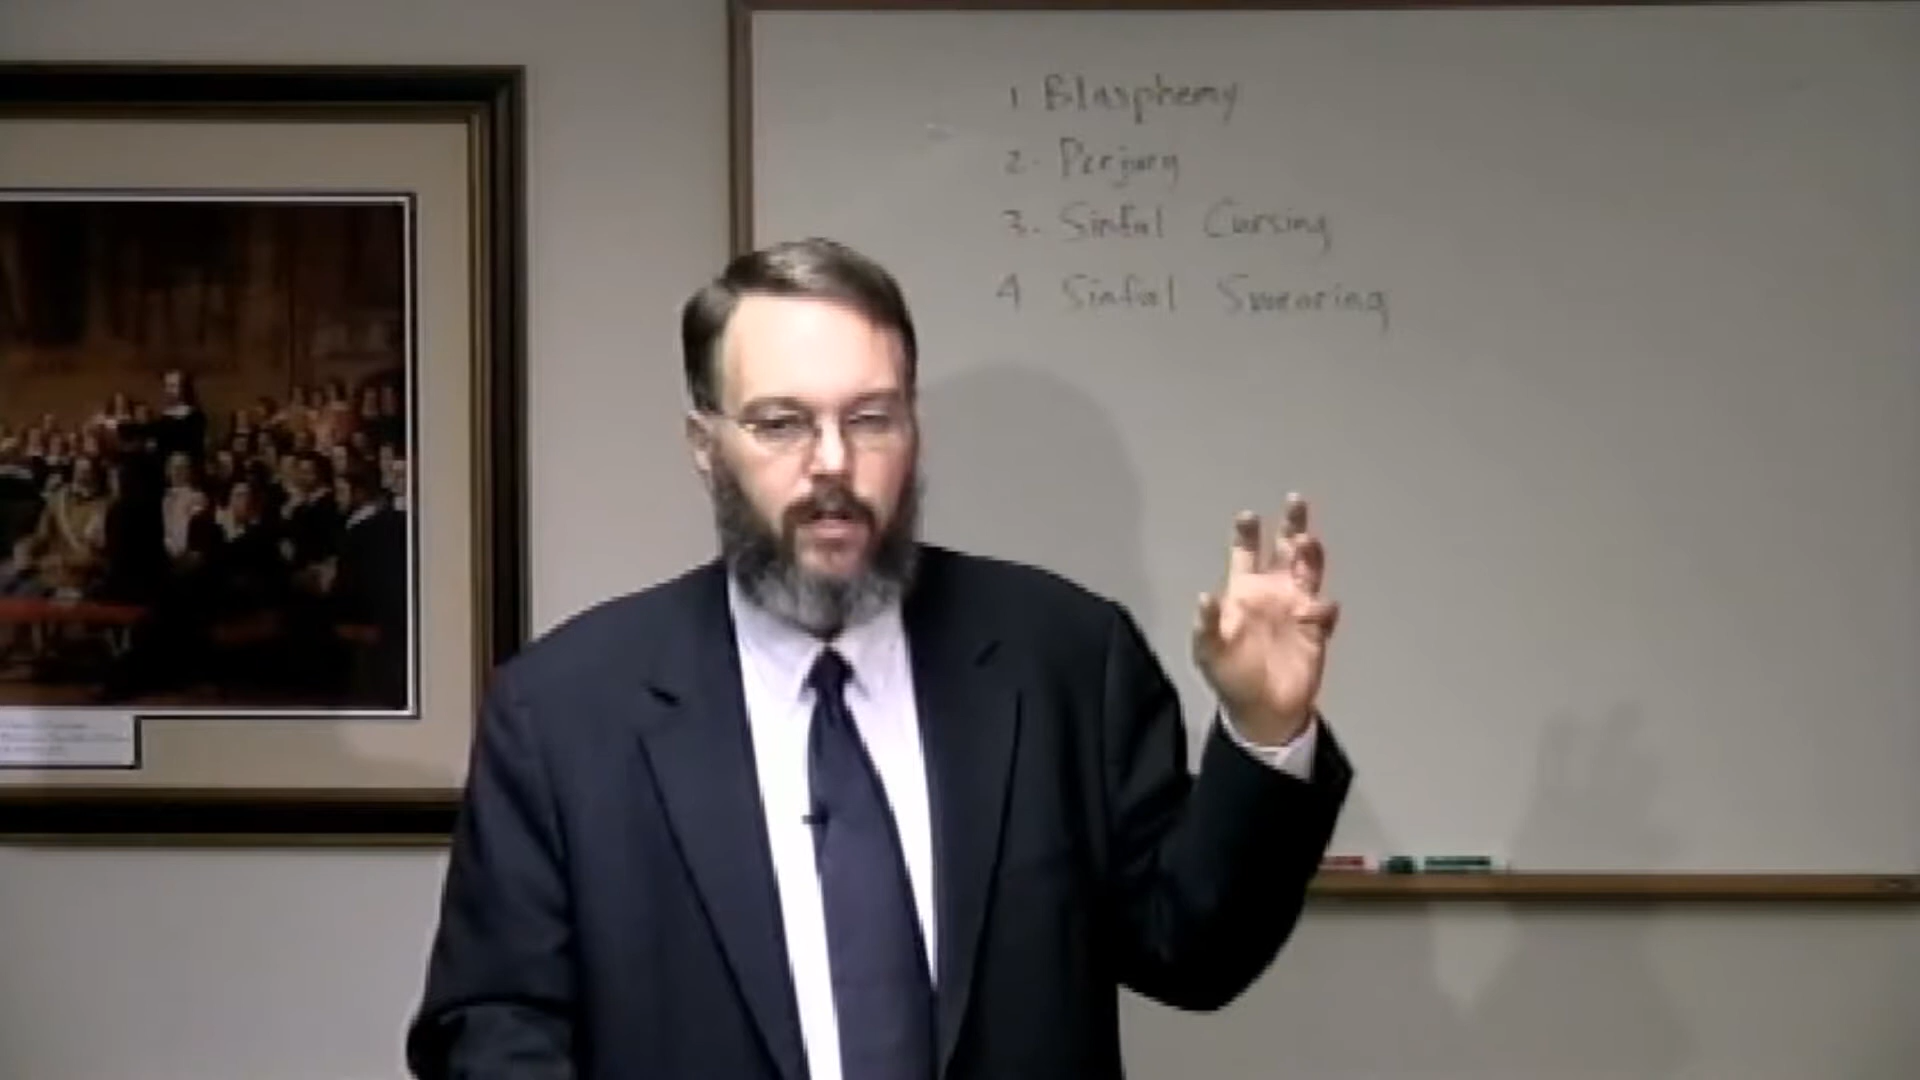 1 Blasphemy
2. Perjury
3. Sinful Cursing
4 Sinful Swearing